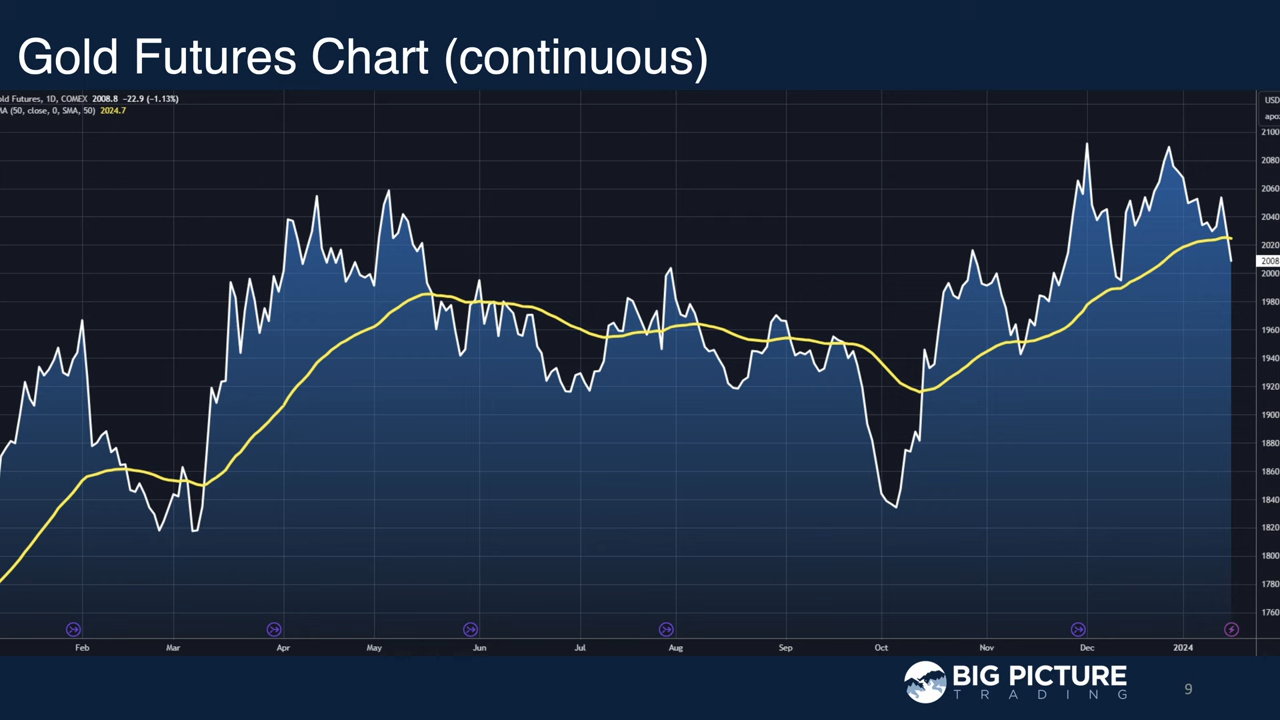 Gold Futures Chart (continuous)
old Futures, 1D, COMEX 2008.8 −22.9 (−1.13%)
MA (50, close, 0, SMA, 50) 2024.7
USD
apoz
2100
2080
2060
2040
2020
2008
2000
1980
1960
1940
1920
1900
1880
1860
1840
1820
1800
1780
1760
Feb Mar Apr May Jun Jul Aug Sep Oct Nov Dec 2024
BIG PICTURE
TRADING
9